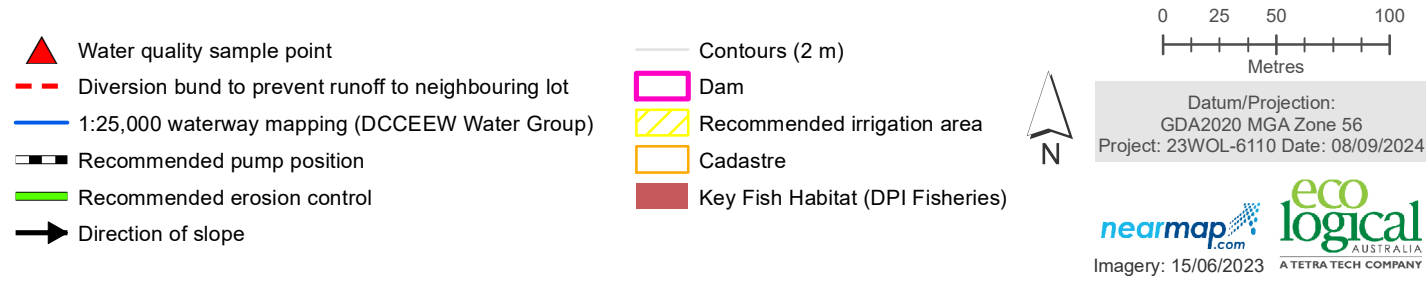 Water quality sample point
Diversion bund to prevent runoff to neighbouring lot
1:25,000 waterway mapping (DCCEEW Water Group)
Recommended pump position
Recommended erosion control
Direction of slope
Contours (2 m)
Dam
Recommended irrigation area
Cadastre
Key Fish Habitat (DPI Fisheries)
N
0 25 50 100
Metres
Datum/Projection:
GDA2020 MGA Zone 56
Project: 23WOL-6110 Date: 08/09/2024
nearmap
.com
Imagery: 15/06/2023
eco
logical
AUSTRALIA
A TETRA TECH COMPANY